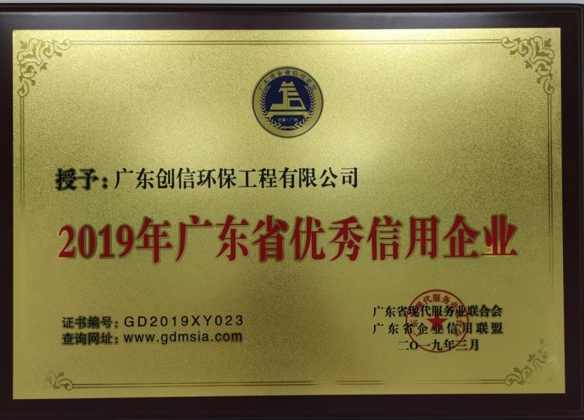 授予：广东创信环保工程有限公司
2019年广东省优秀信用企业
证书编号：GD2019XY023
查询网址：www.gdmsia.com
广东省现代服务业联合会
广东省企业信用联盟
二〇一九年三月